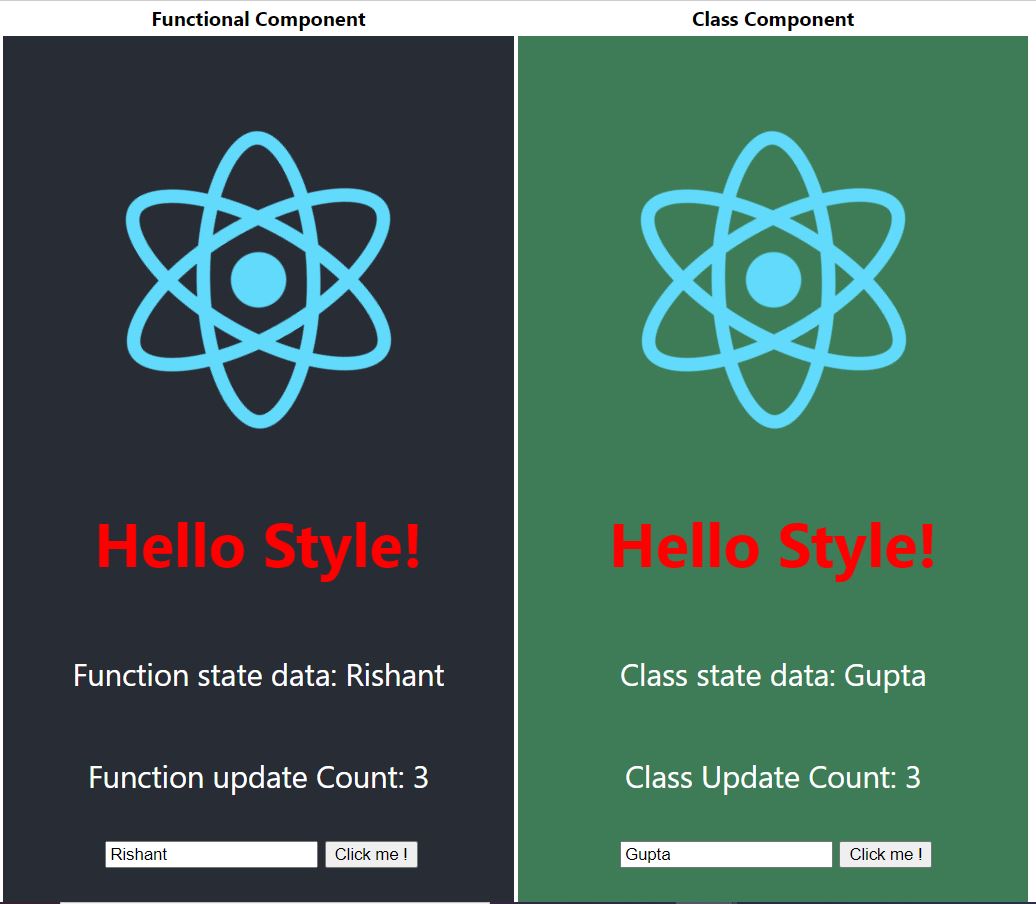 Functional Component
Class Component
Hello Style!
Hello Style!
Function state data: Rishant
Class state data: Gupta
Function update Count: 3
Class Update Count: 3
Rishant
Click me !
Gupta
Click me !